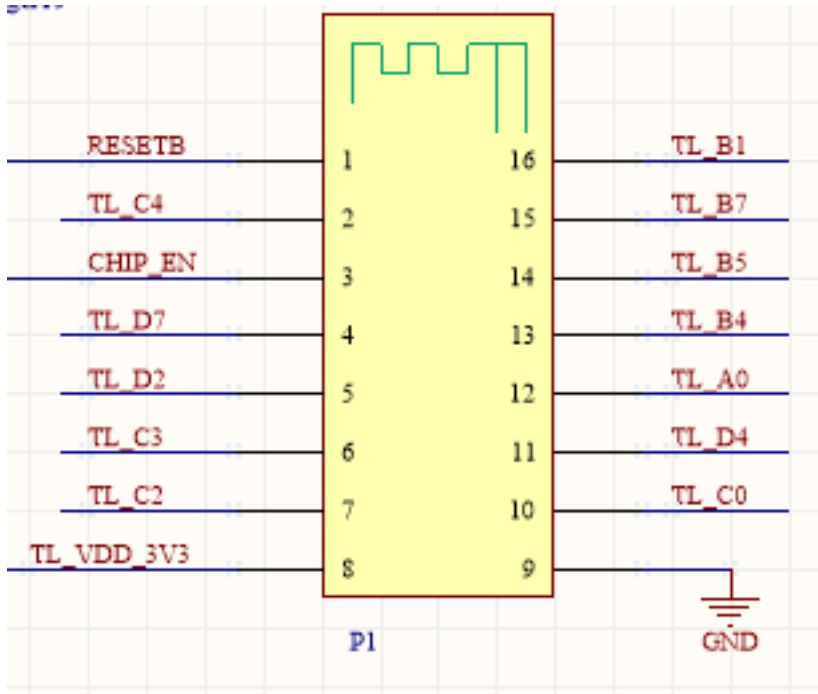 RESETB 1 16 TL_B1
TL_C4 2 15 TL_B7
CHIP_EN 3 14 TL_B5
TL_D7 4 13 TL_B4
TL_D2 5 12 TL_A0
TL_C3 6 11 TL_D4
TL_C2 7 10 TL_C0
TL_VDD_3V3 8 9
P1 GND